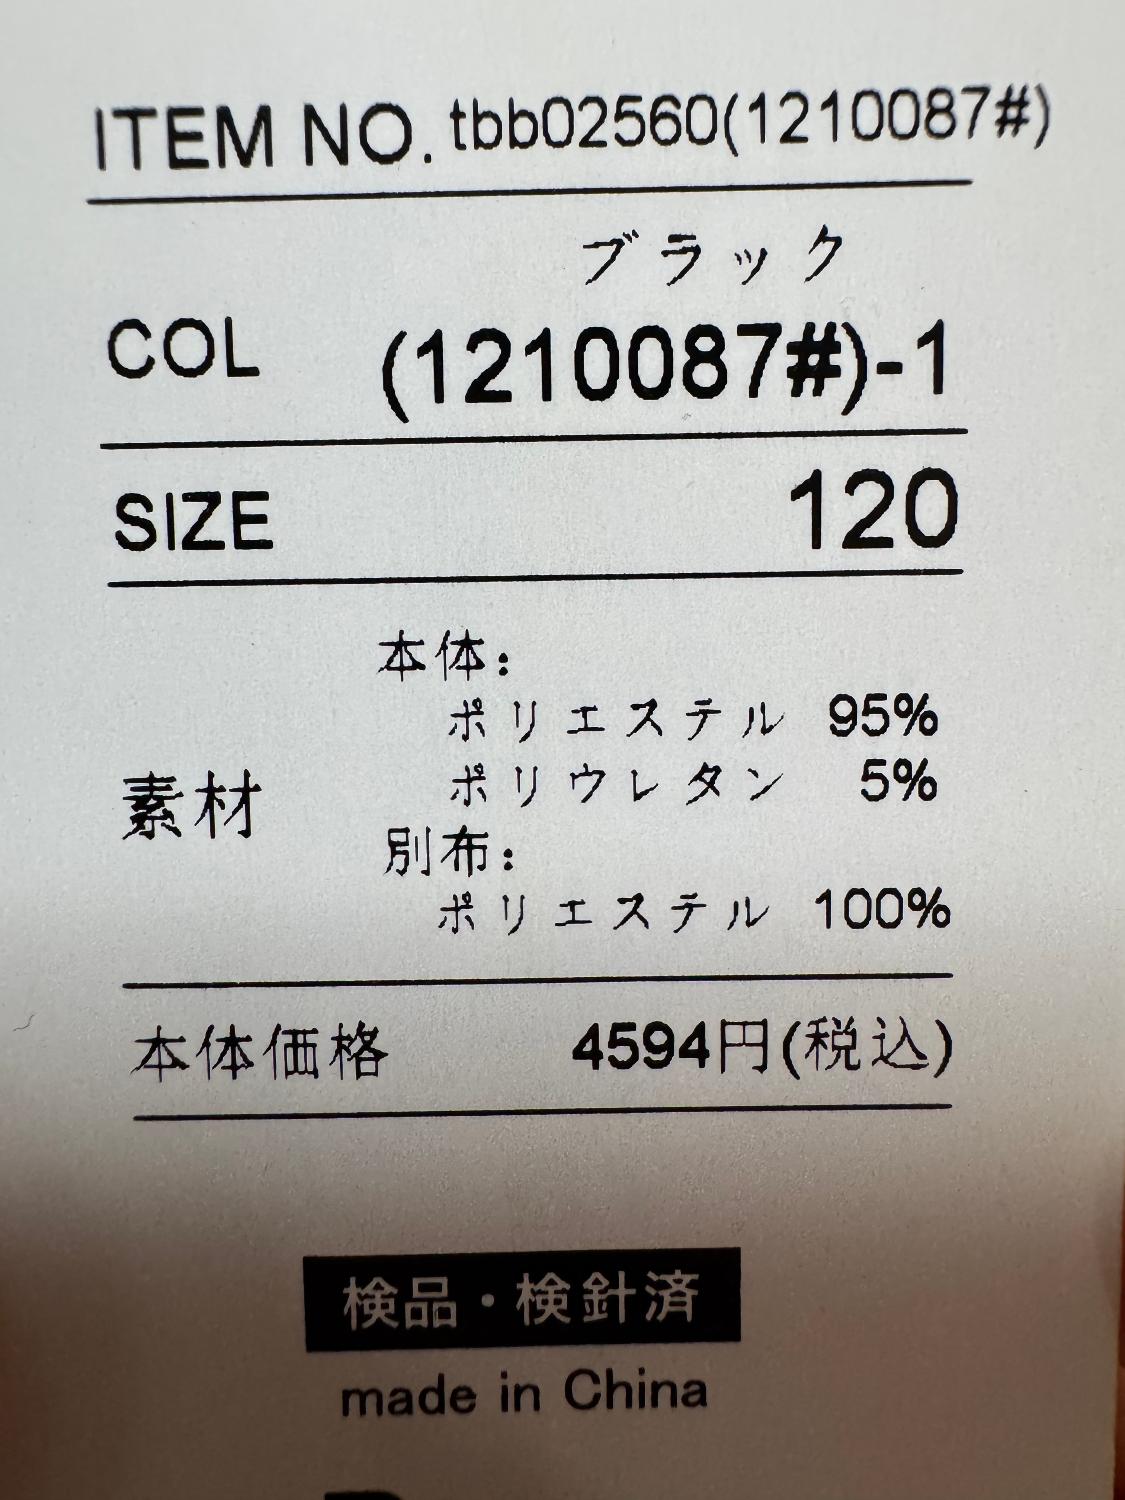 ITEM NO. tbb02560(1210087#)
ブラック
COL (1210087#)-1
SIZE 120
本体:
ポリエステル 95%
ポリウレタン 5%
素材
別布:
ポリエステル 100%
本体価格 4594円(税込)
検品・検針済
made in China